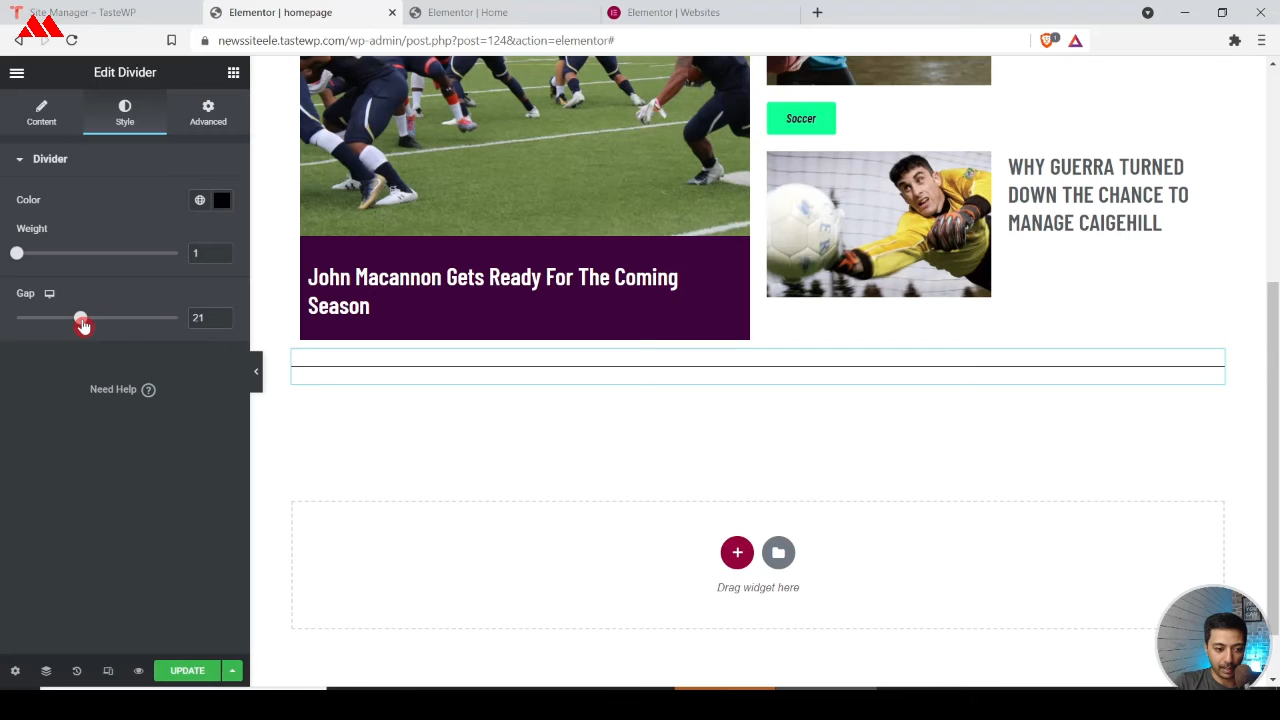 Site Manager – TasteWP
Elementor | homepage
Elementor | Home
Elementor | Websites
newssiteele.tastewp.com/wp-admin/post.php?post=124&action=elementor#
1
Edit Divider
Content
Style
Advanced
Divider
Color
Weight
1
Gap
21
Need Help ?
UPDATE
Soccer
WHY GUERRA TURNED
DOWN THE CHANCE TO
MANAGE CAIGEHILL
John Macannon Gets Ready For The Coming
Season
Drag widget here